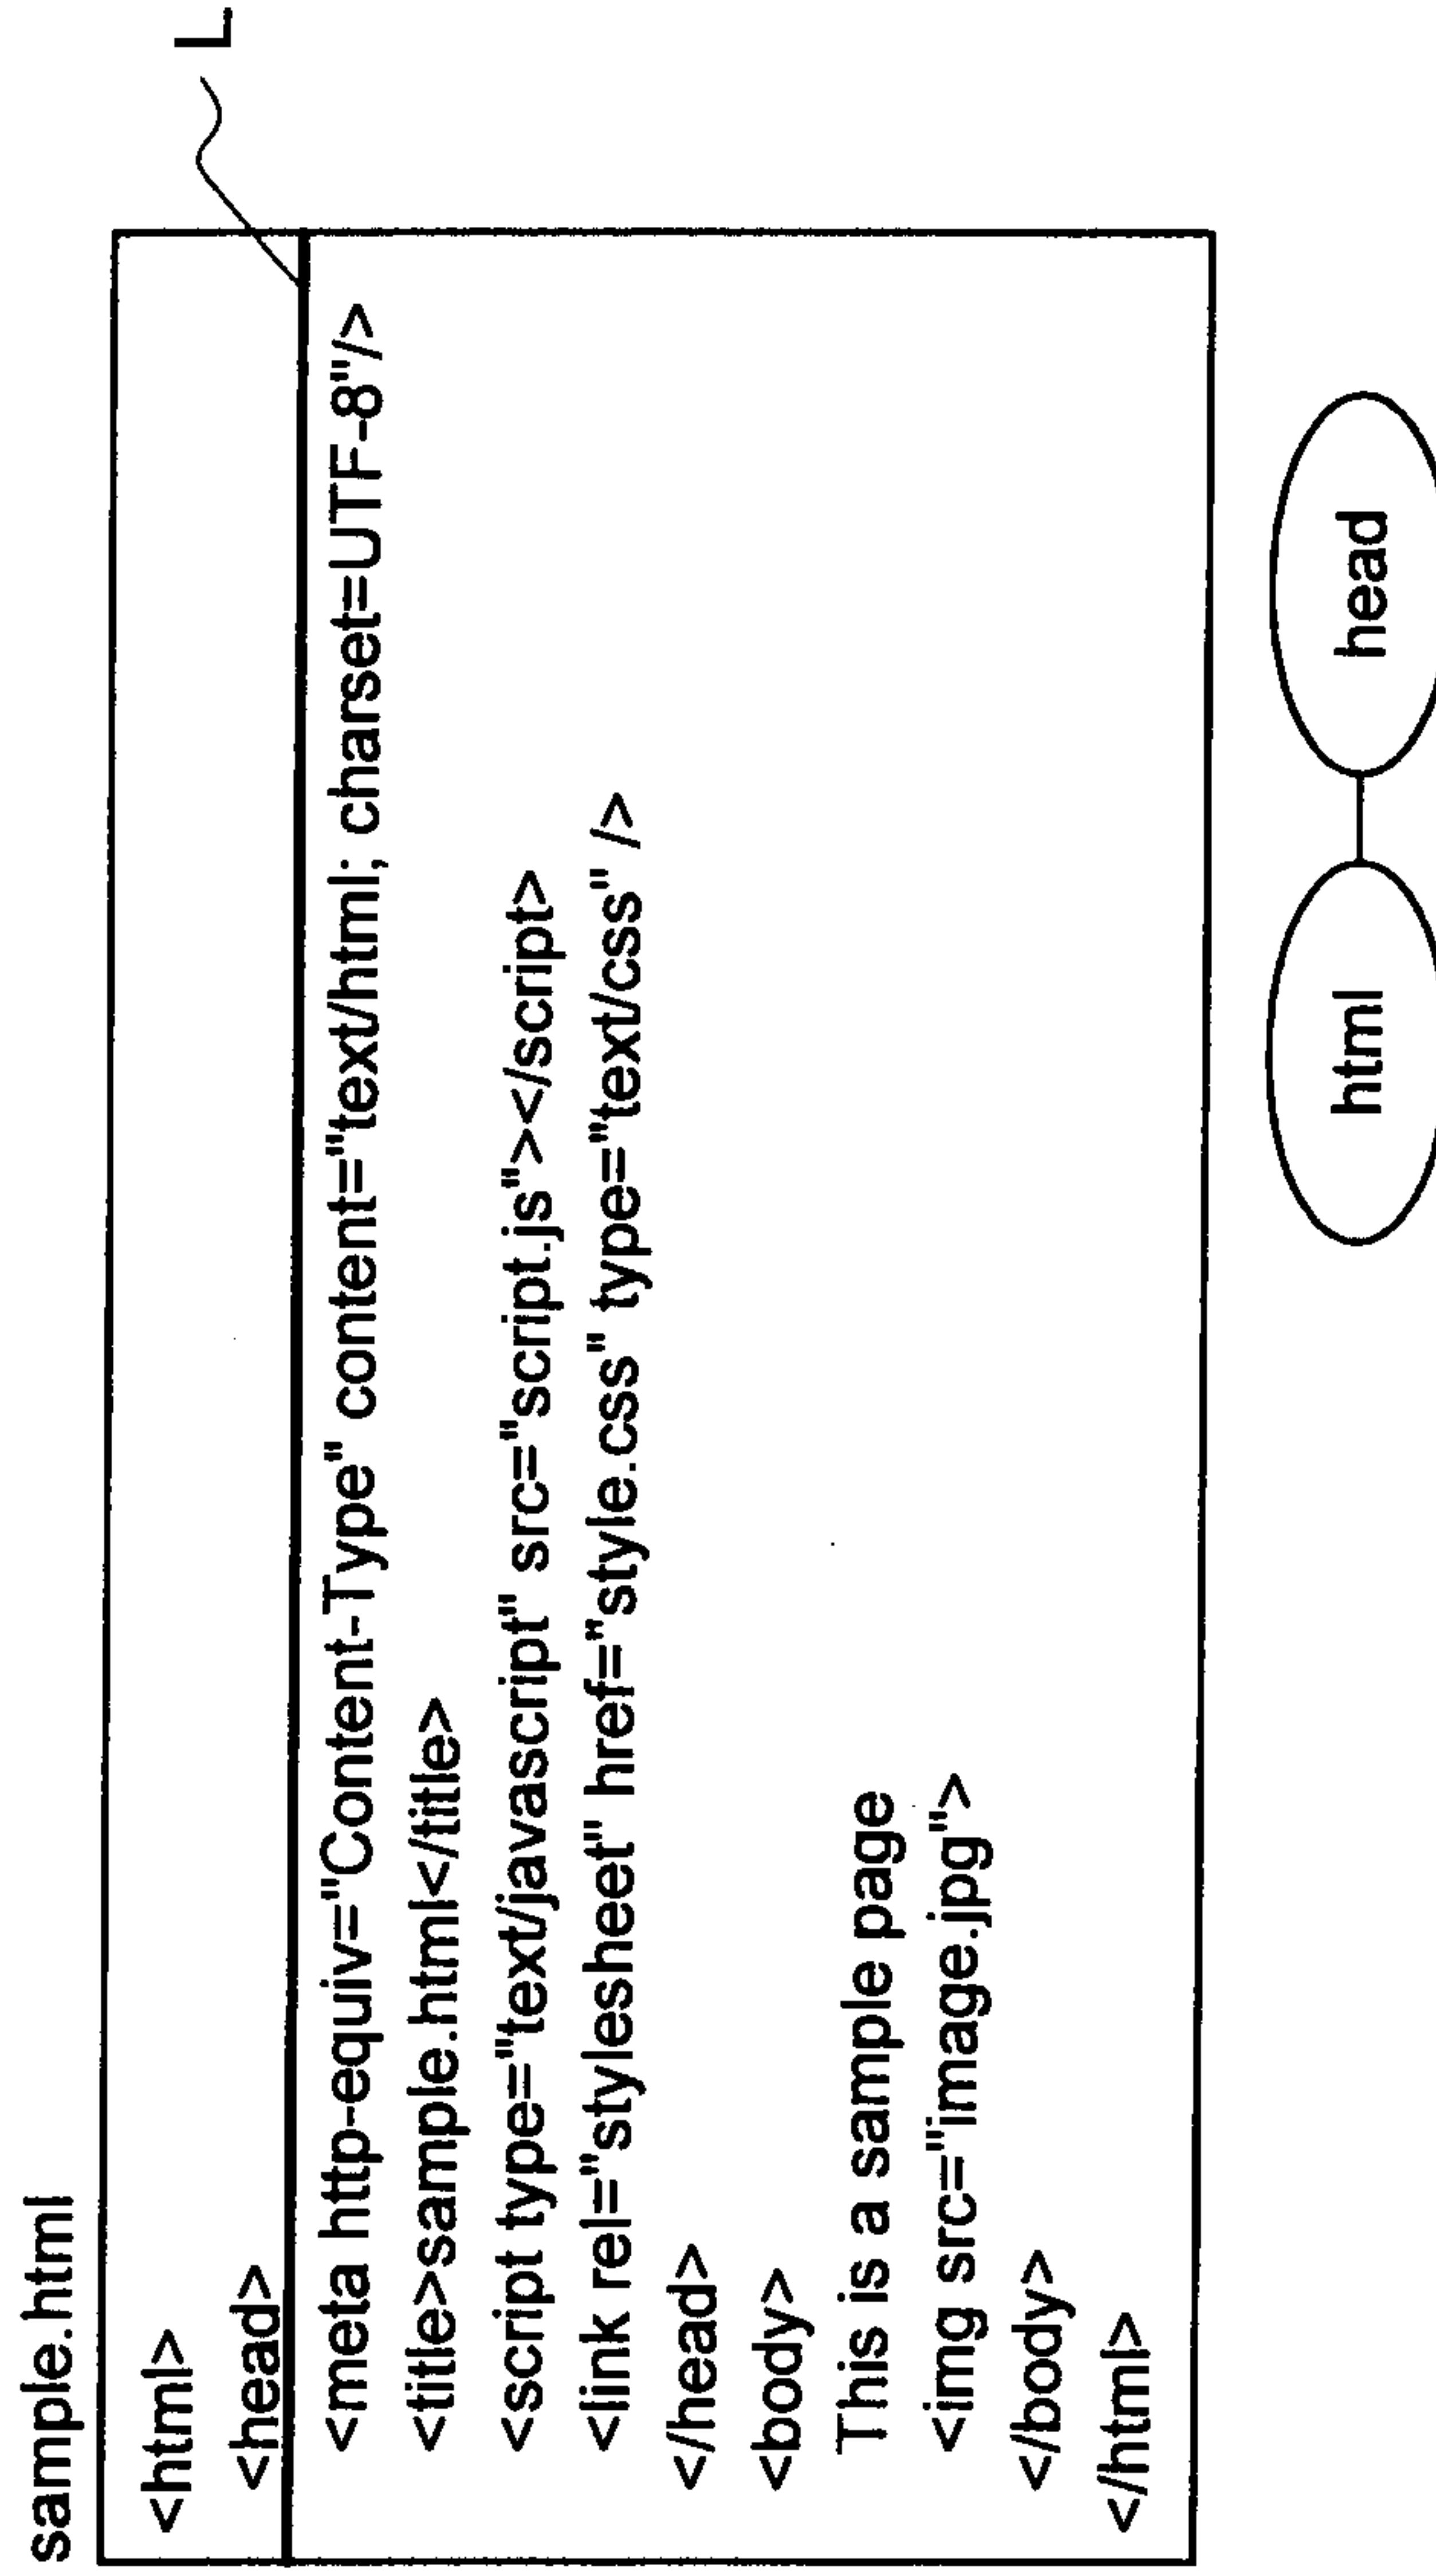 sample.html
L
<html>
<head>
<meta http-equiv="Content-Type" content="text/html; charset=UTF-8"/>
<title>sample.html</title>
<script type="text/javascript" src="script.js"></script>
<link rel="stylesheet" href="style.css" type="text/css" />
</head>
<body>
This is a sample page
<img src="image.jpg">
</body>
</html>
html
head